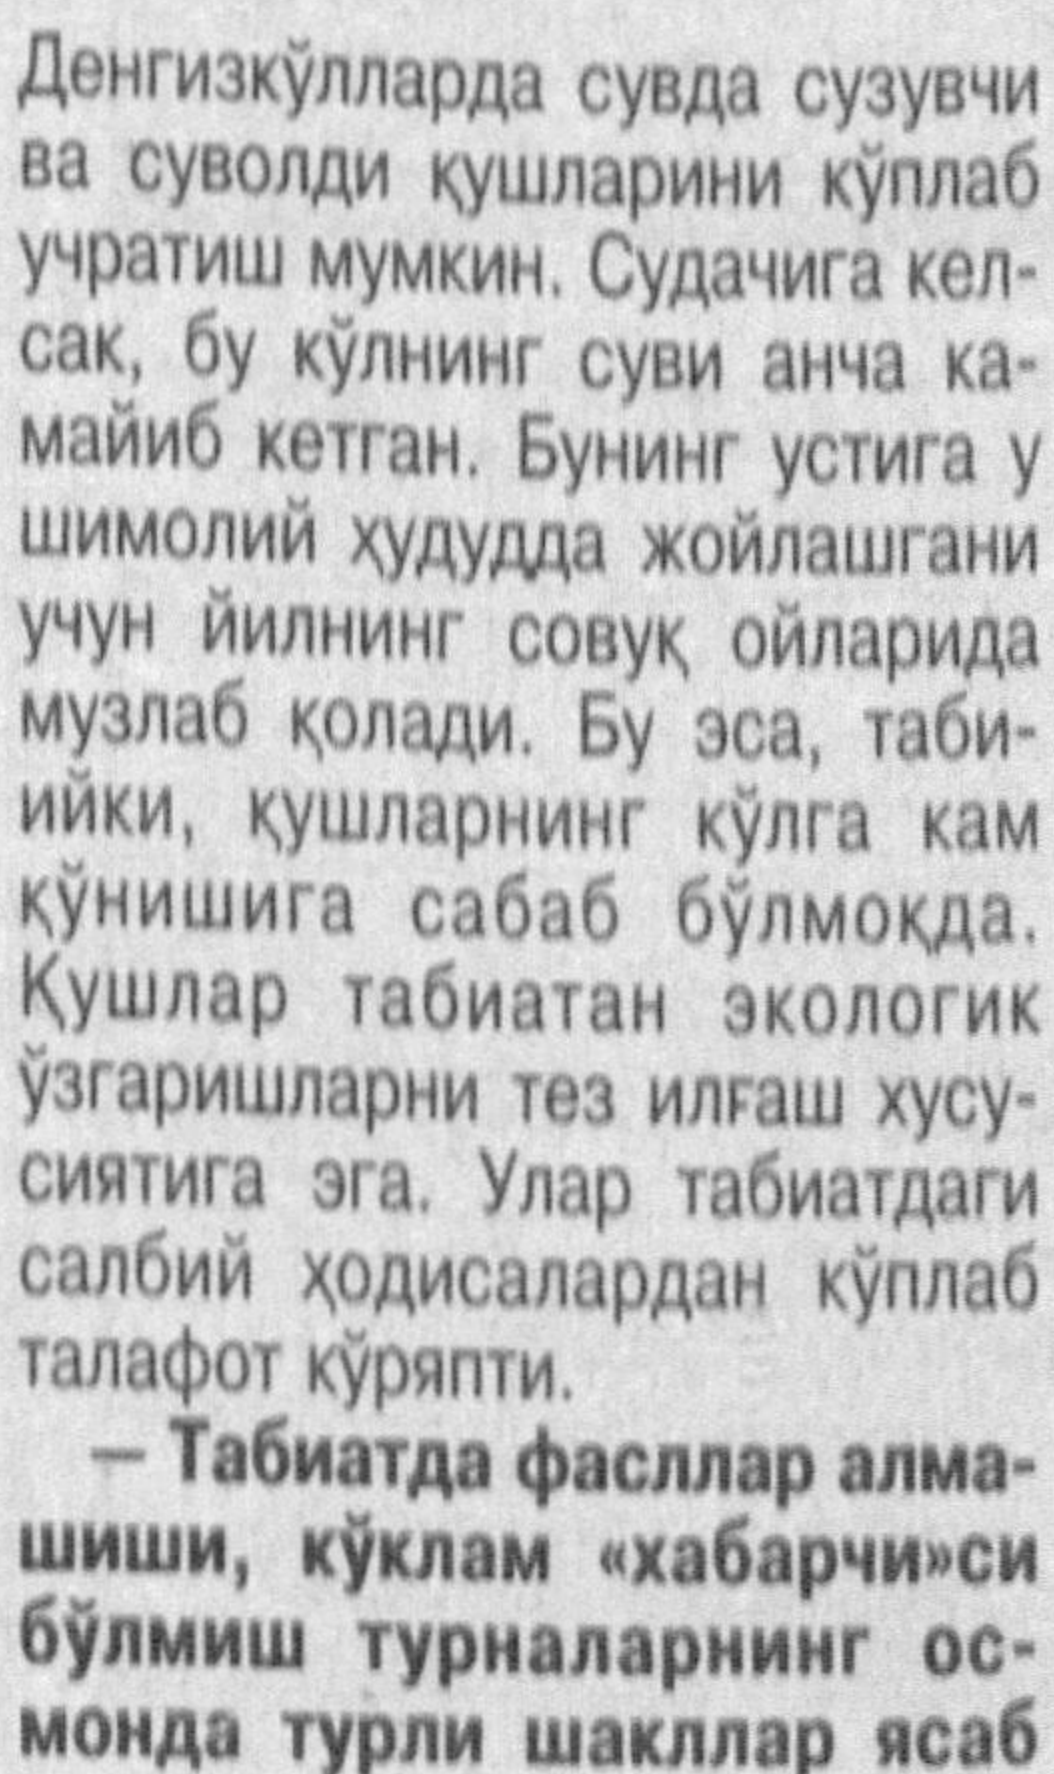 Денгизкўлларда сувда сузувчи
ва суволди қушларини кўплаб
учратиш мумкин. Судачига кел-
сак, бу кўлнинг суви анча ка-
майиб кетган. Бунинг устига у
шимолий ҳудудда жойлашгани
учун йилнинг совуқ ойларида
музлаб қолади. Бу эса, таби-
ийки, қушларнинг кўлга кам
қўнишига сабаб бўлмоқда.
Қушлар табиатан экологик
ўзгаришларни тез илғаш хусу-
сиятига эга. Улар табиатдаги
салбий ҳодисалардан кўплаб
талафот кўряпти.
— Табиатда фасллар алма-
шиши, кўклам «хабарчи»си
бўлмиш турналарнинг ос-
монда турли шакллар ясаб